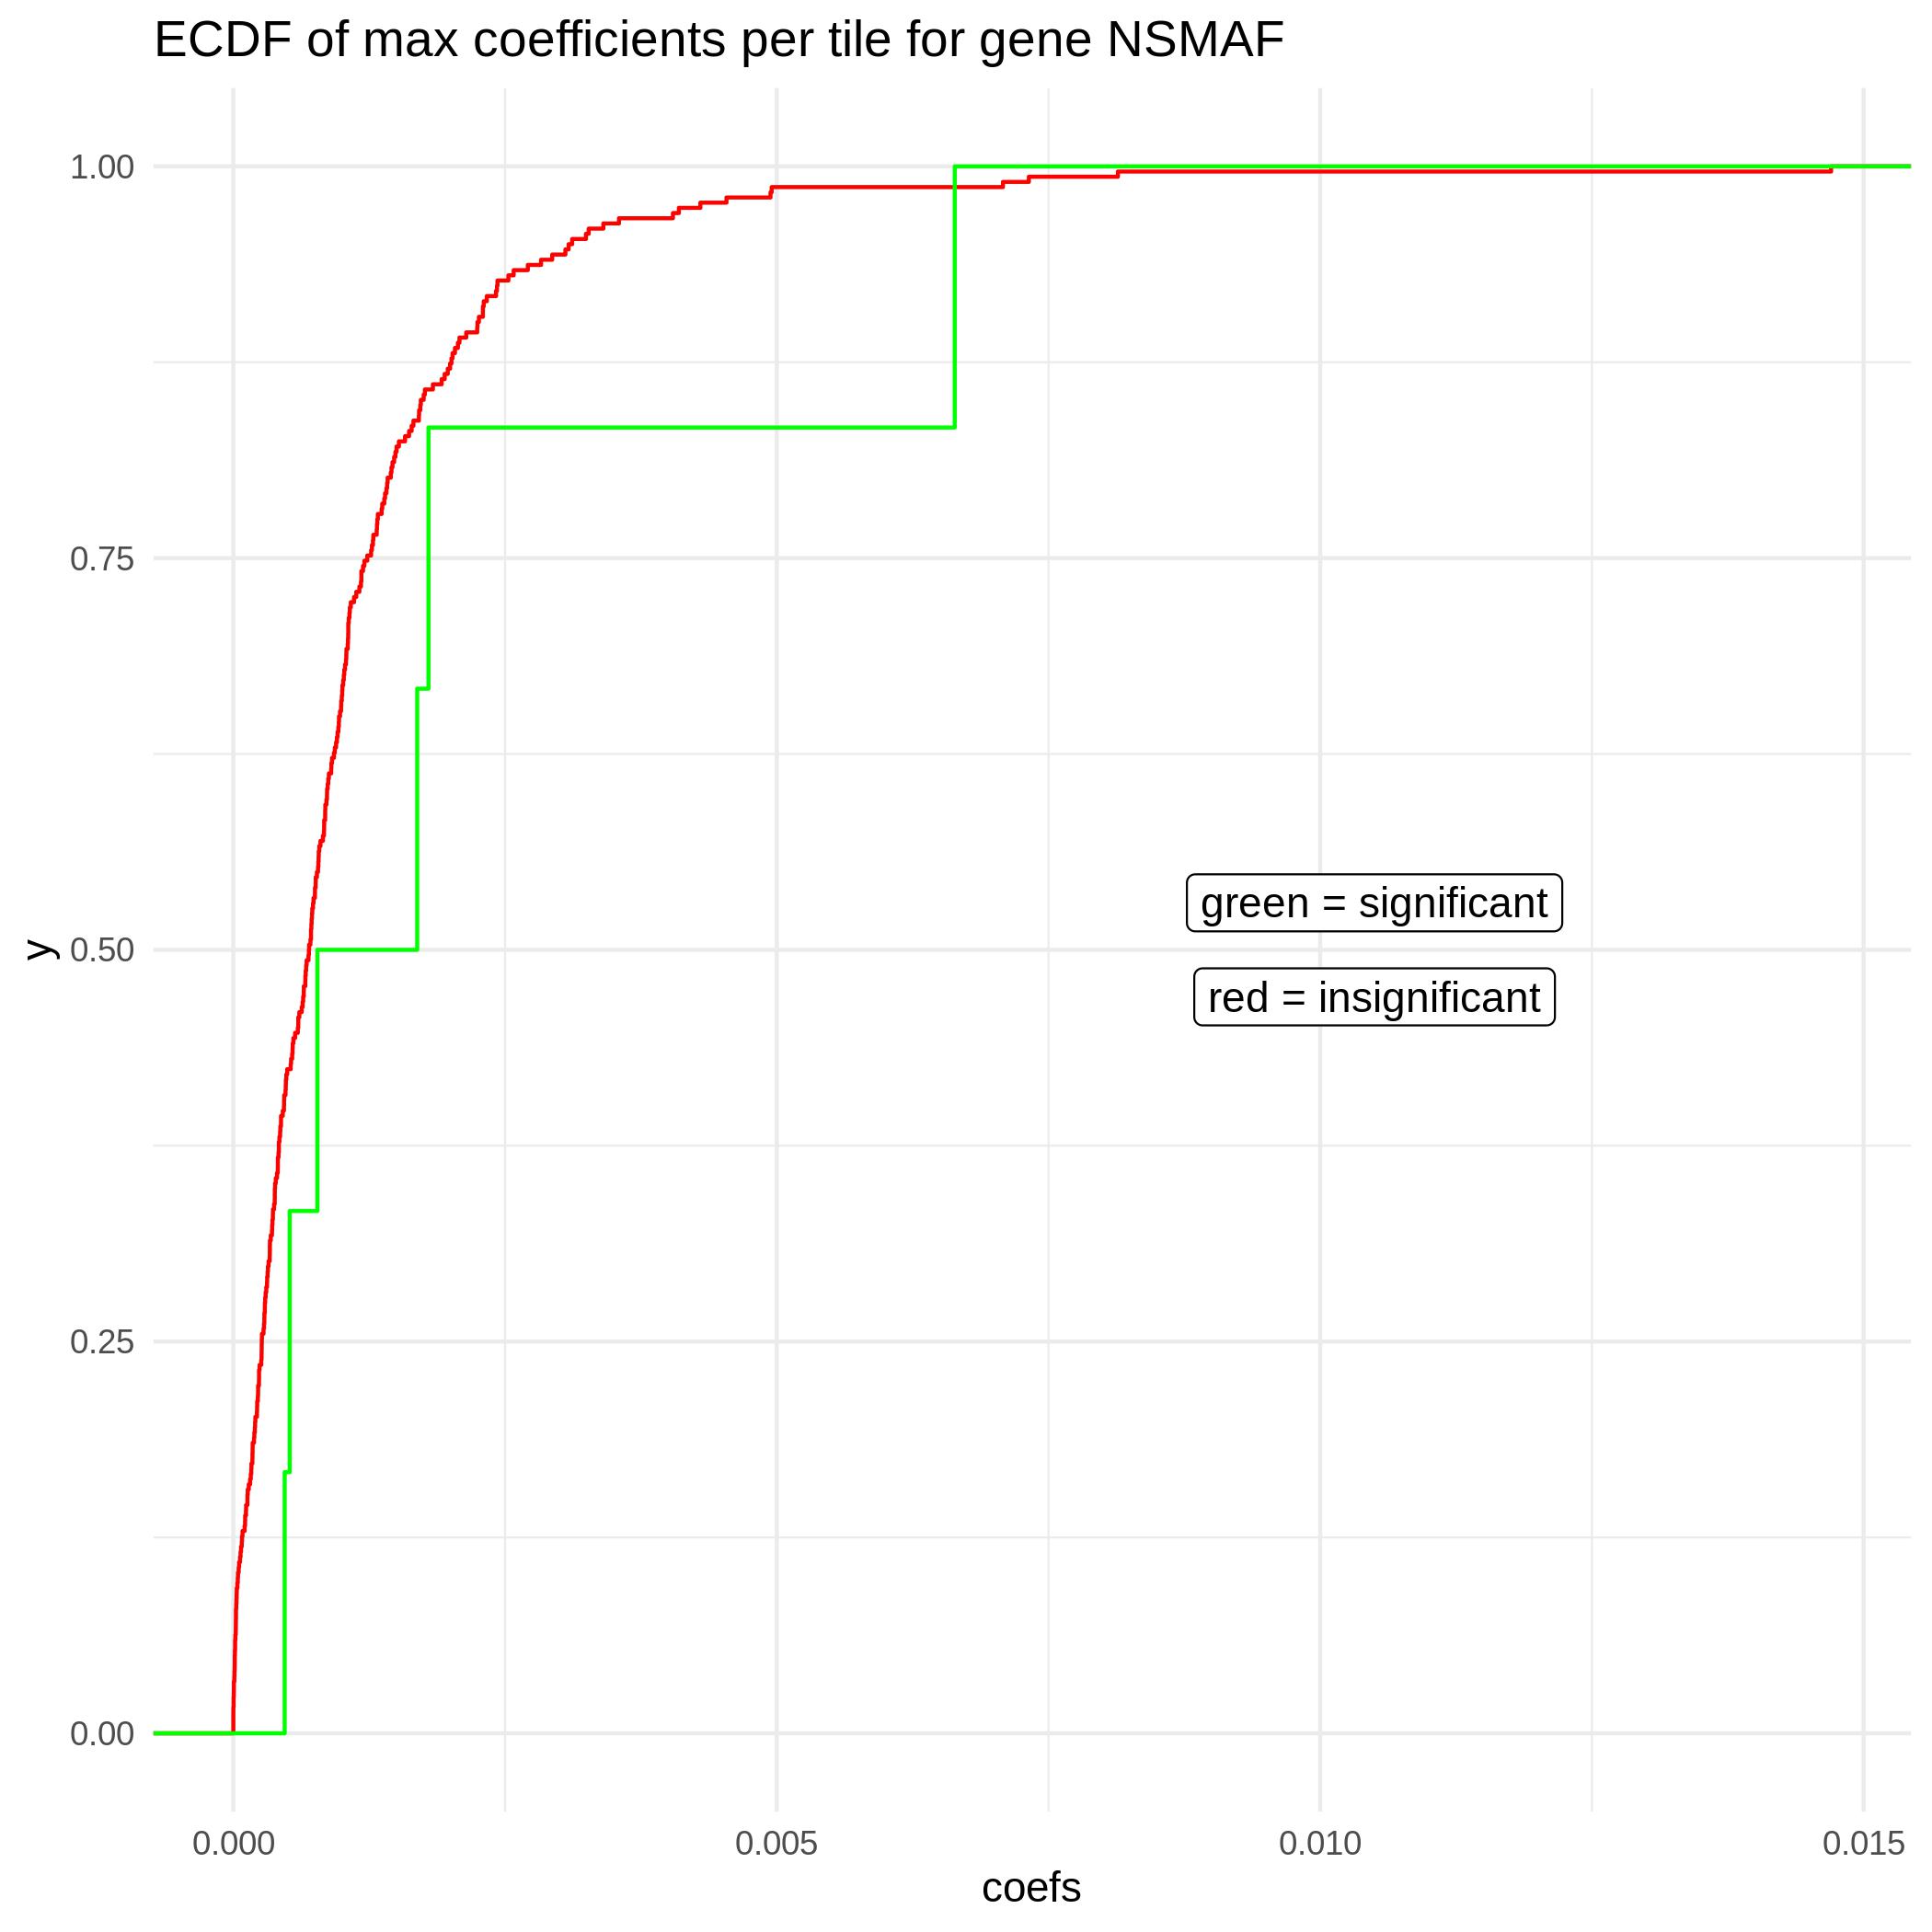 ECDF of max coefficients per tile for gene NSMAF
1.00
0.75
0.50
0.25
0.00
y
green = significant
red = insignificant
0.000 0.005 0.010 0.015
coefs